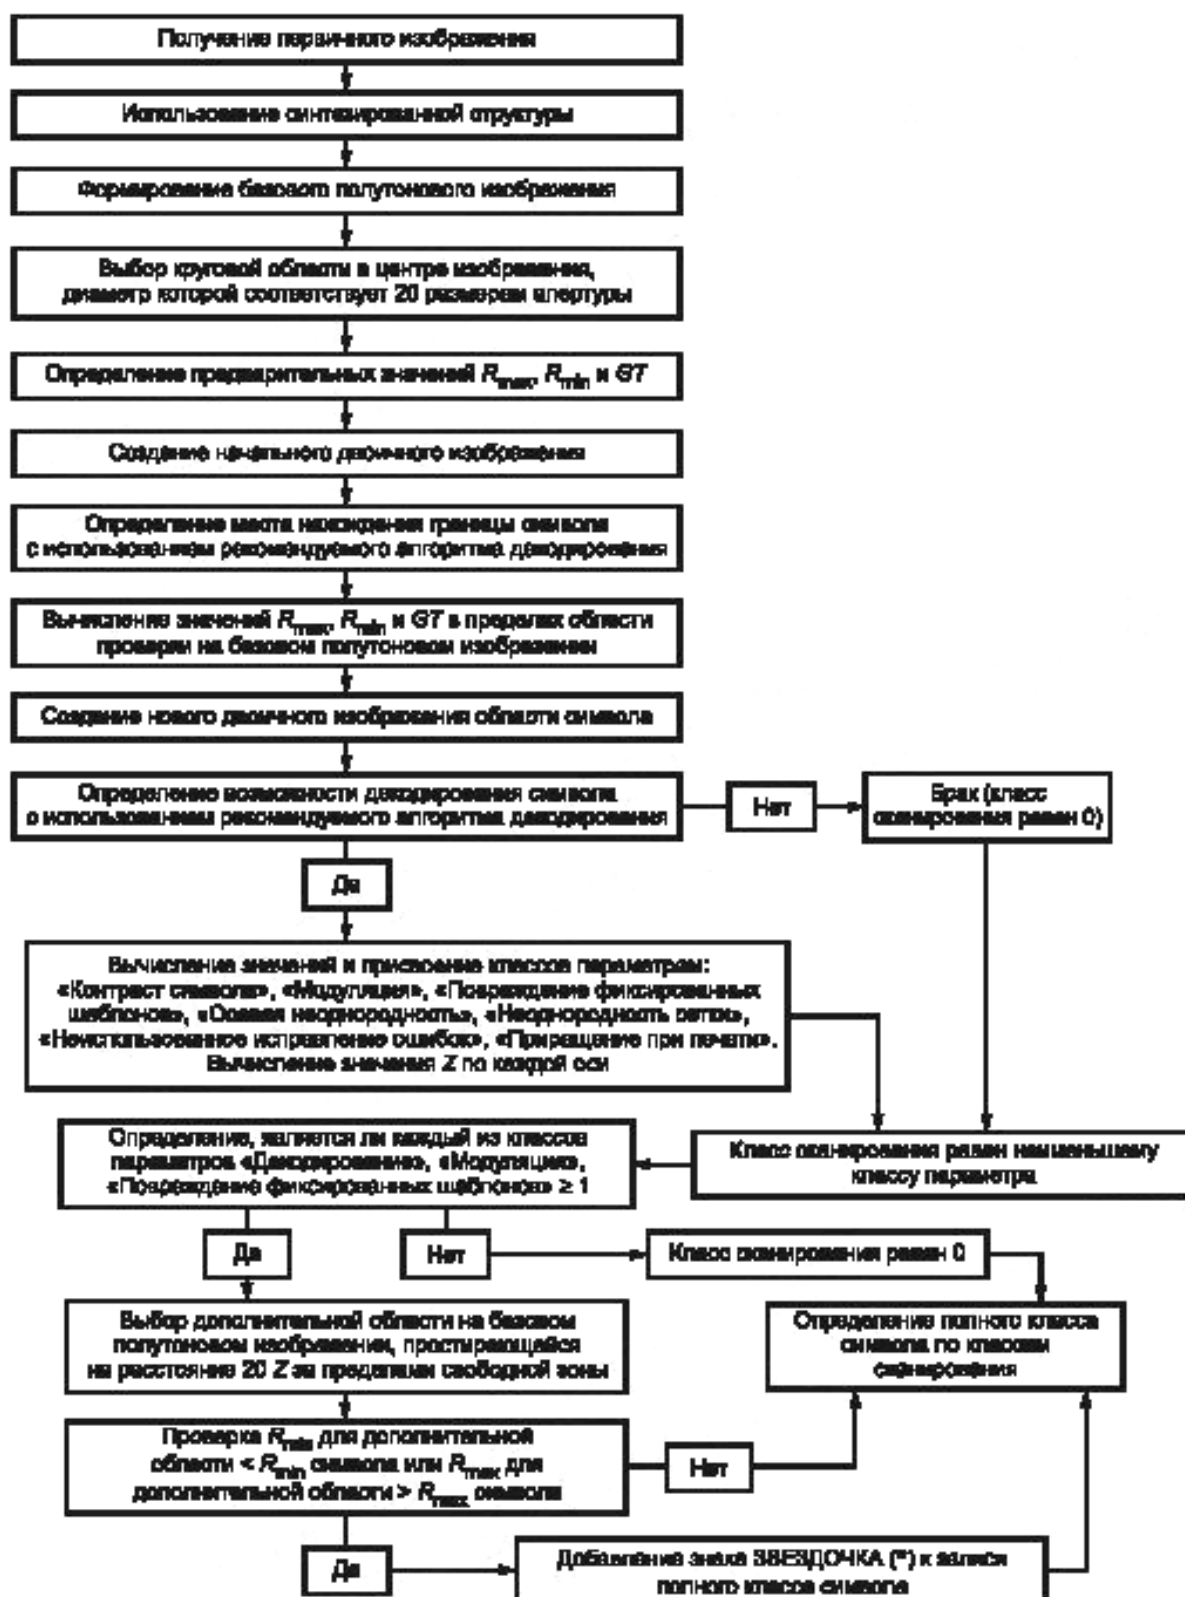 Получение первичного изображения
Использование синтезированной структуры
Формирование базового полутонового изображения
Выбор круговой области в центре изображения,
диаметр которой соответствует 20 размерам апертуры
Определение предварительных значений Rmax, Rmin и GT
Создание начального двоичного изображения
Определение места нахождения границы символа
с использованием рекомендуемого алгоритма декодирования
Вычисление значений Rmax, Rmin и GT в пределах области
проверки на базовом полутоновом изображении
Создание нового двоичного изображения области символа
Определение возможности декодирования символа
с использованием рекомендуемого алгоритма декодирования
Нет
Брак (класс
сканирования равен 0)
Да
Вычисление значений и присвоение классов параметрам:
«Контраст символа», «Модуляция», «Повреждение фиксированных
шаблонов», «Осевая неоднородность», «Неоднородность сетки»,
«Неиспользованное исправление ошибок», «Приращение при печати».
Вычисление значения Z по каждой оси
Класс сканирования равен наименьшему
классу параметра
Определение, является ли каждый из классов
параметров «Декодирование», «Модуляция»,
«Повреждение фиксированных шаблонов» ≥ 1
Да
Нет
Класс сканирования равен 0
Выбор дополнительной области на базовом
полутоновом изображении, простирающейся
на расстояние 20 Z за пределами свободной зоны
Определение полного класса
символа по классам
сканирования
Проверка Rmin для дополнительной
области < Rmin символа или Rmax для
дополнительной области > Rmax символа
Нет
Да
Добавление знака ЗВЕЗДОЧКА (*) к записи
полного класса символа